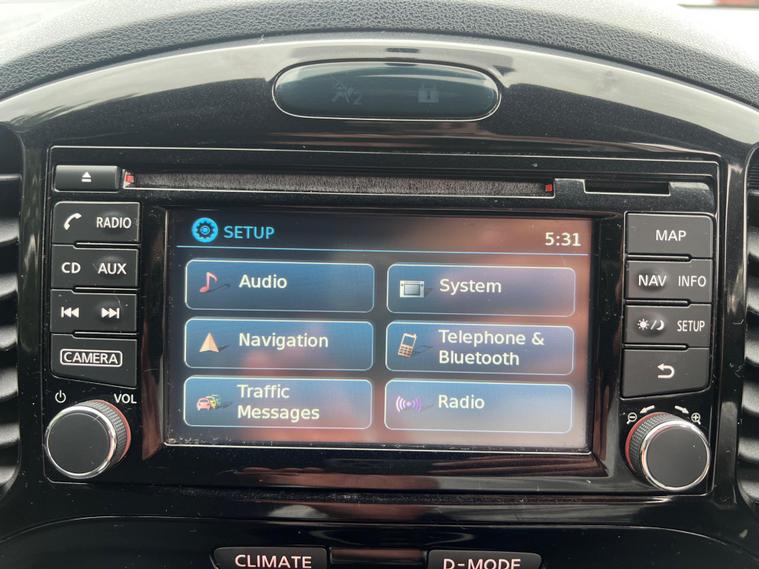 SETUP
5:31
Audio
System
Navigation
Telephone &
Bluetooth
Traffic
Messages
Radio
RADIO
CD AUX
CAMERA
VOL
MAP
NAV INFO
SETUP
CLIMATE
D-MODE